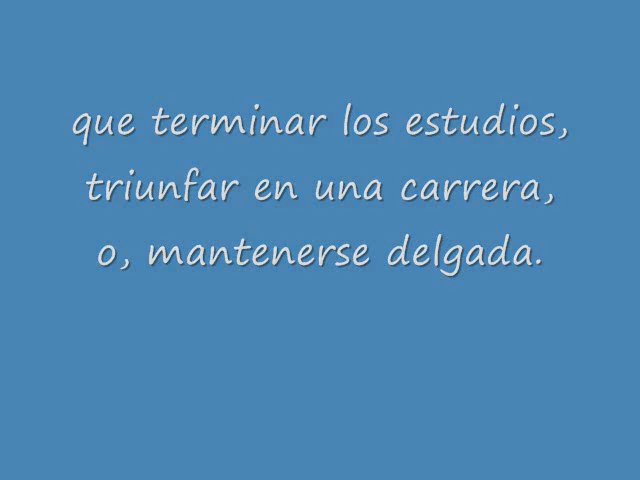 que terminar los estudios,
triunfar en una carrera,
o, mantenerse delgada.